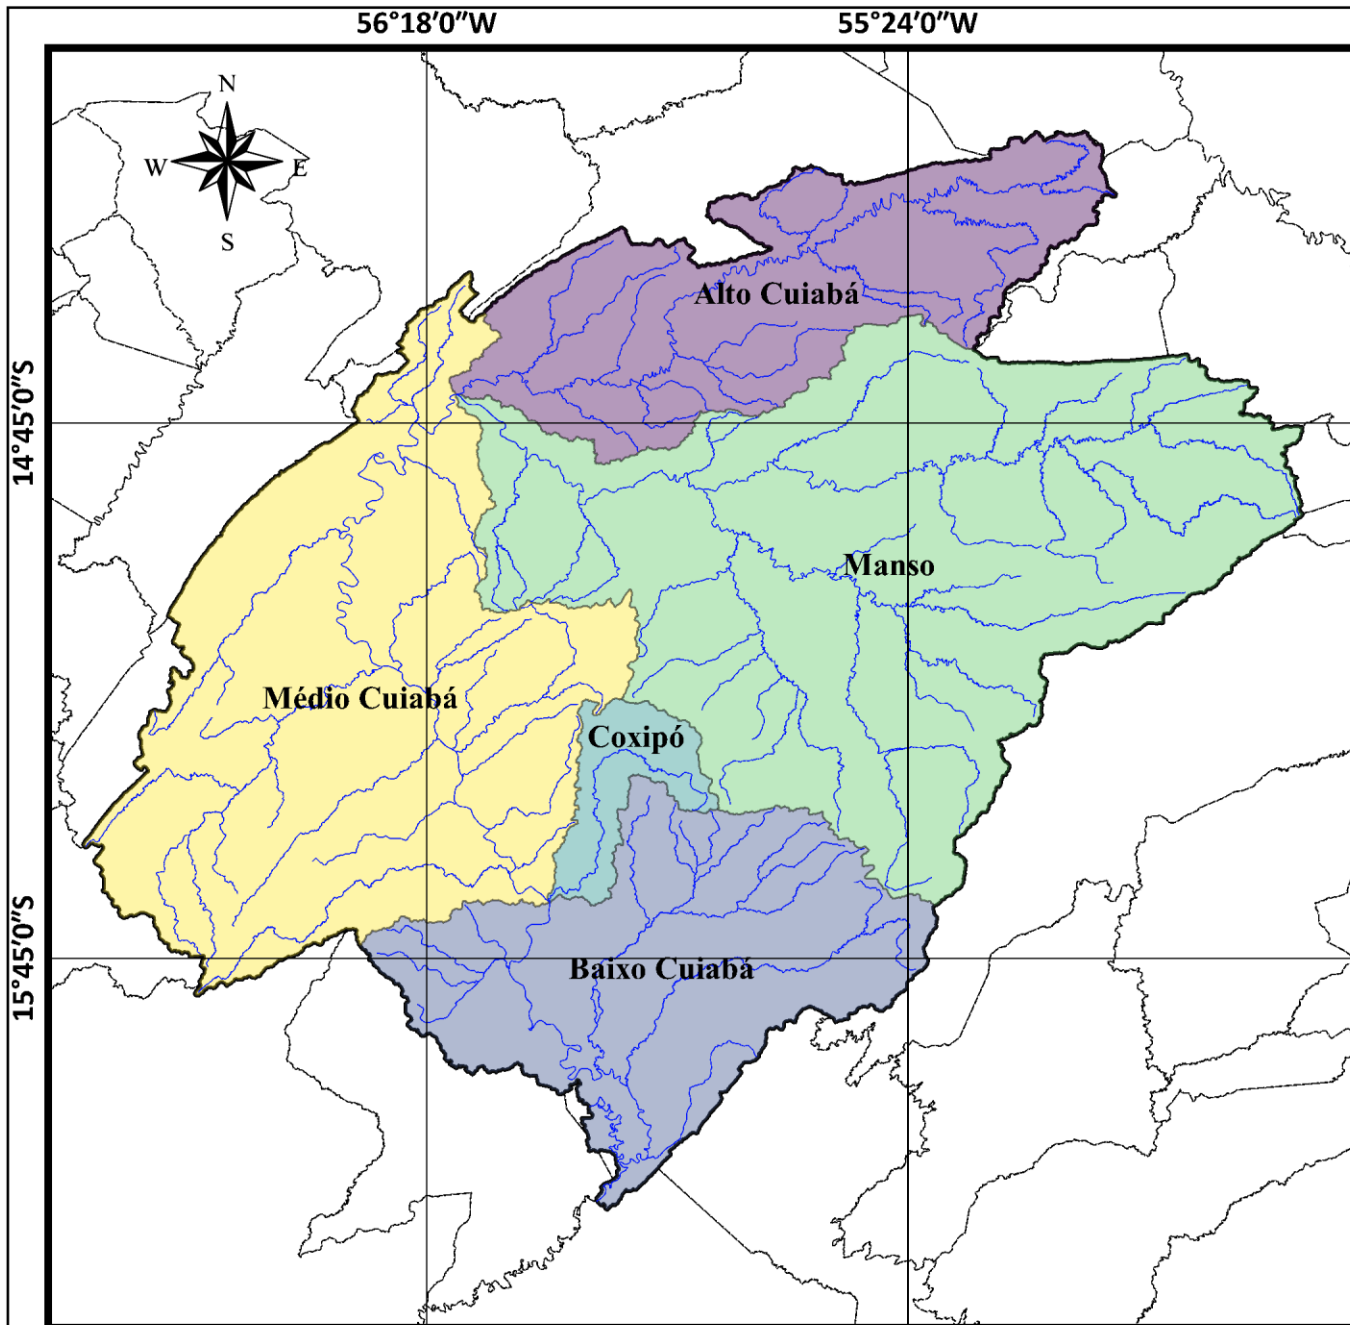 56°18′0″W
55°24′0″W
N
W
E
S
Alto Cuiabá
14°45′0″S
Manso
Médio Cuiabá
Coxipó
15°45′0″S
Baixo Cuiabá